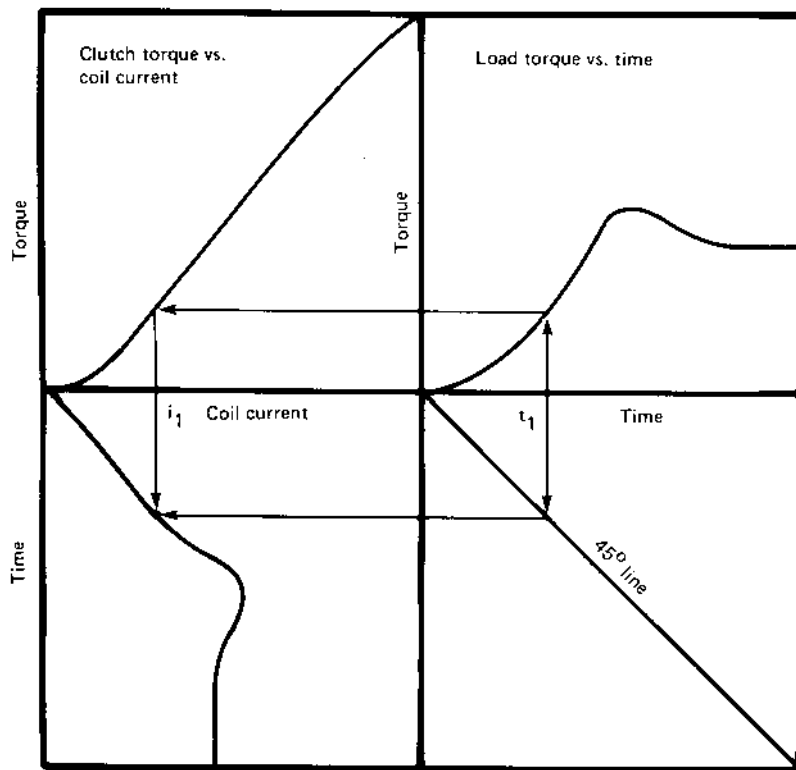 Clutch torque vs.
coil current
Load torque vs. time
Torque
Torque
i1
Coil current
t1
Time
Time
45° line